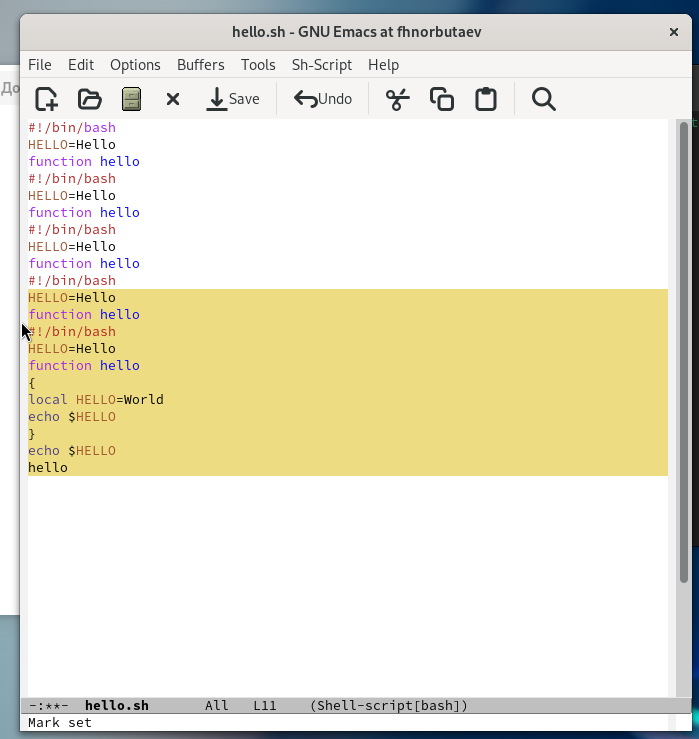 hello.sh - GNU Emacs at fhnorbutaev
До
File Edit Options Buffers Tools Sh-Script Help
Save Undo
#!/bin/bash
HELLO=Hello
function hello
#!/bin/bash
HELLO=Hello
function hello
#!/bin/bash
HELLO=Hello
function hello
#!/bin/bash
HELLO=Hello
function hello
#!/bin/bash
HELLO=Hello
function hello
{
local HELLO=World
echo $HELLO
}
echo $HELLO
hello
-:**- hello.sh All L11 (Shell-script[bash])
Mark set